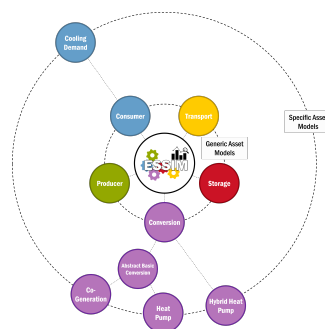 Cooling
Demand
Consumer
Transport
Specific Asse
Models
Generic Asset
Models
ESSIM
Producer
Storage
Conversion
Abstract Basic
Conversion
Co-
Generation
Heat
Pump
Hybrid Heat
Pump